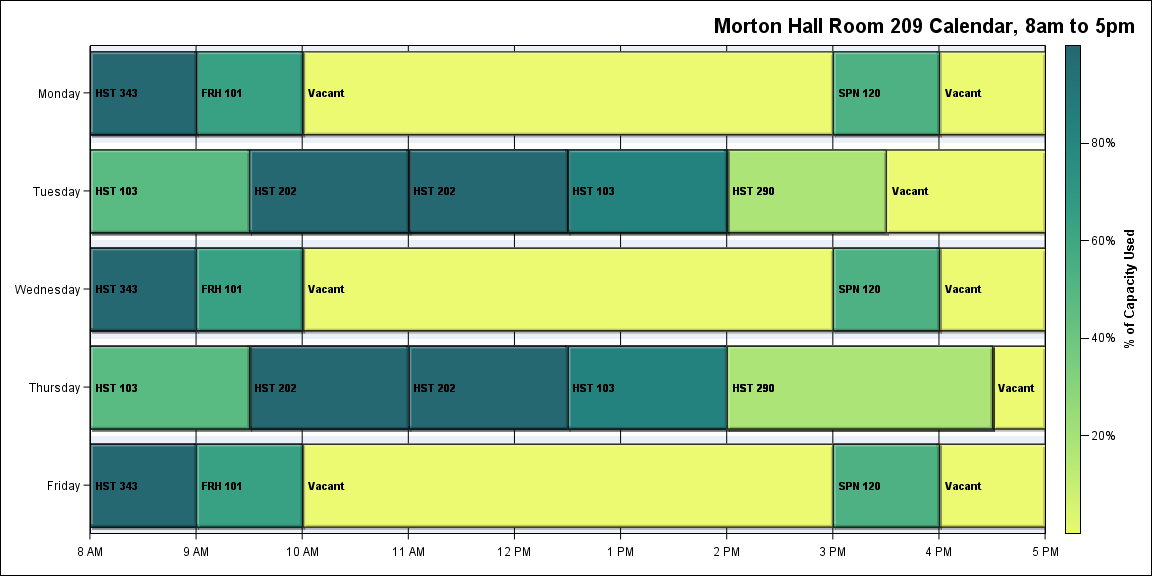 Morton Hall Room 209 Calendar, 8am to 5pm
Monday
HST 343
FRH 101
Vacant
SPN 120
Vacant
Tuesday
HST 103
HST 202
HST 202
HST 103
HST 290
Vacant
Wednesday
HST 343
FRH 101
Vacant
SPN 120
Vacant
Thursday
HST 103
HST 202
HST 202
HST 103
HST 290
Vacant
Friday
HST 343
FRH 101
Vacant
SPN 120
Vacant
8 AM
9 AM
10 AM
11 AM
12 PM
1 PM
2 PM
3 PM
4 PM
5 PM
80%
60%
40%
20%
% of Capacity Used